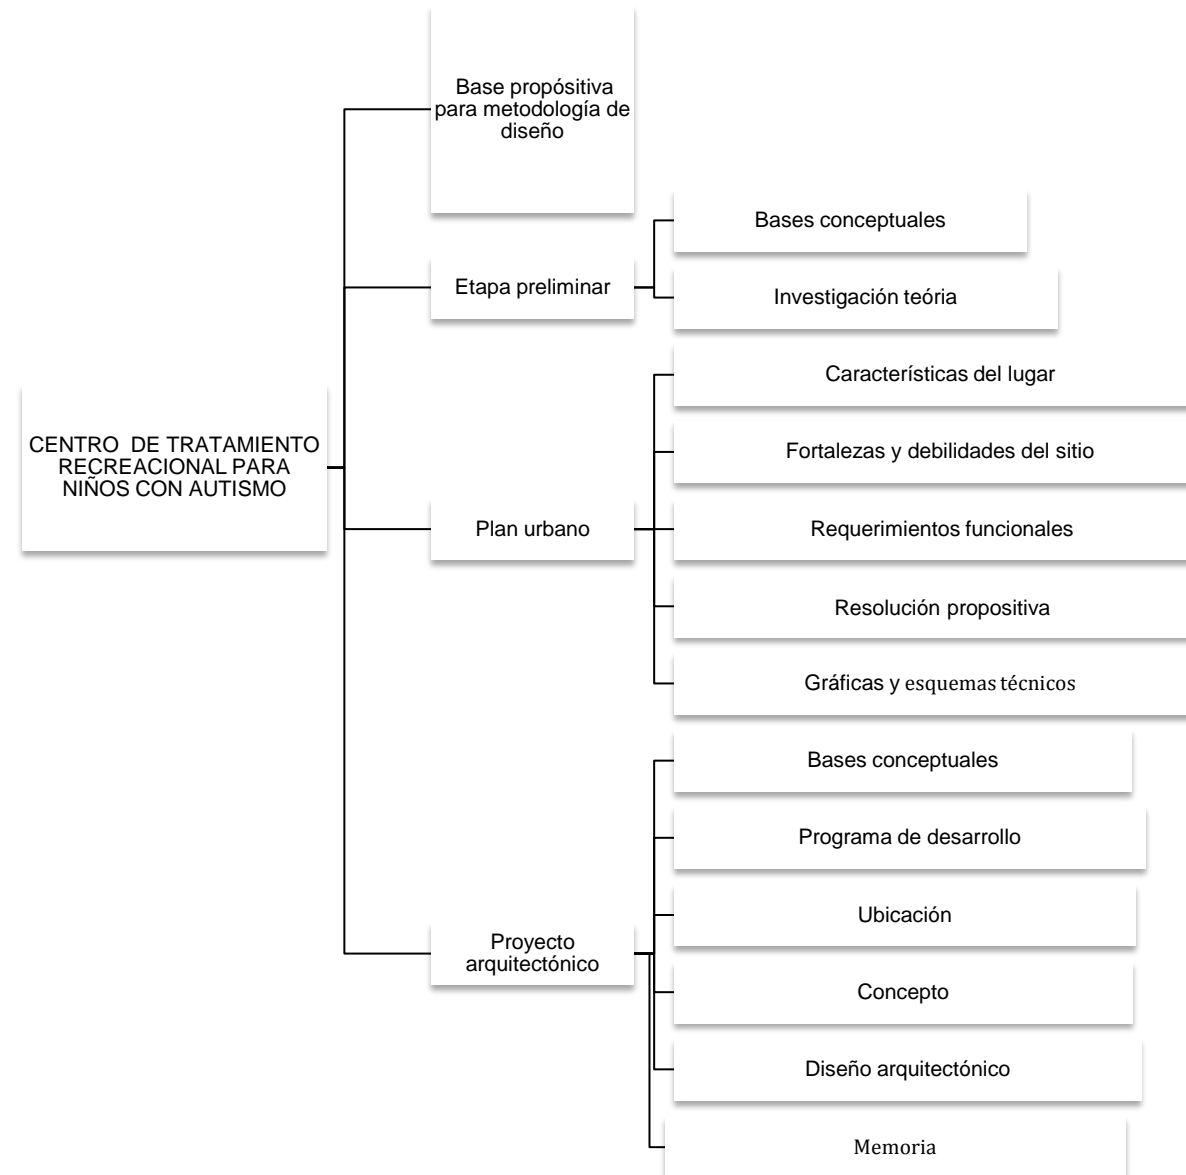 Base propósitiva
para metodología de
diseño
Bases conceptuales
Etapa preliminar
Investigación teória
Características del lugar
CENTRO DE TRATAMIENTO
RECREACIONAL PARA
NIÑOS CON AUTISMO
Fortalezas y debilidades del sitio
Plan urbano
Requerimientos funcionales
Resolución propositiva
Gráficas y esquemas técnicos
Bases conceptuales
Programa de desarrollo
Ubicación
Proyecto
arquitectónico
Concepto
Diseño arquitectónico
Memoria